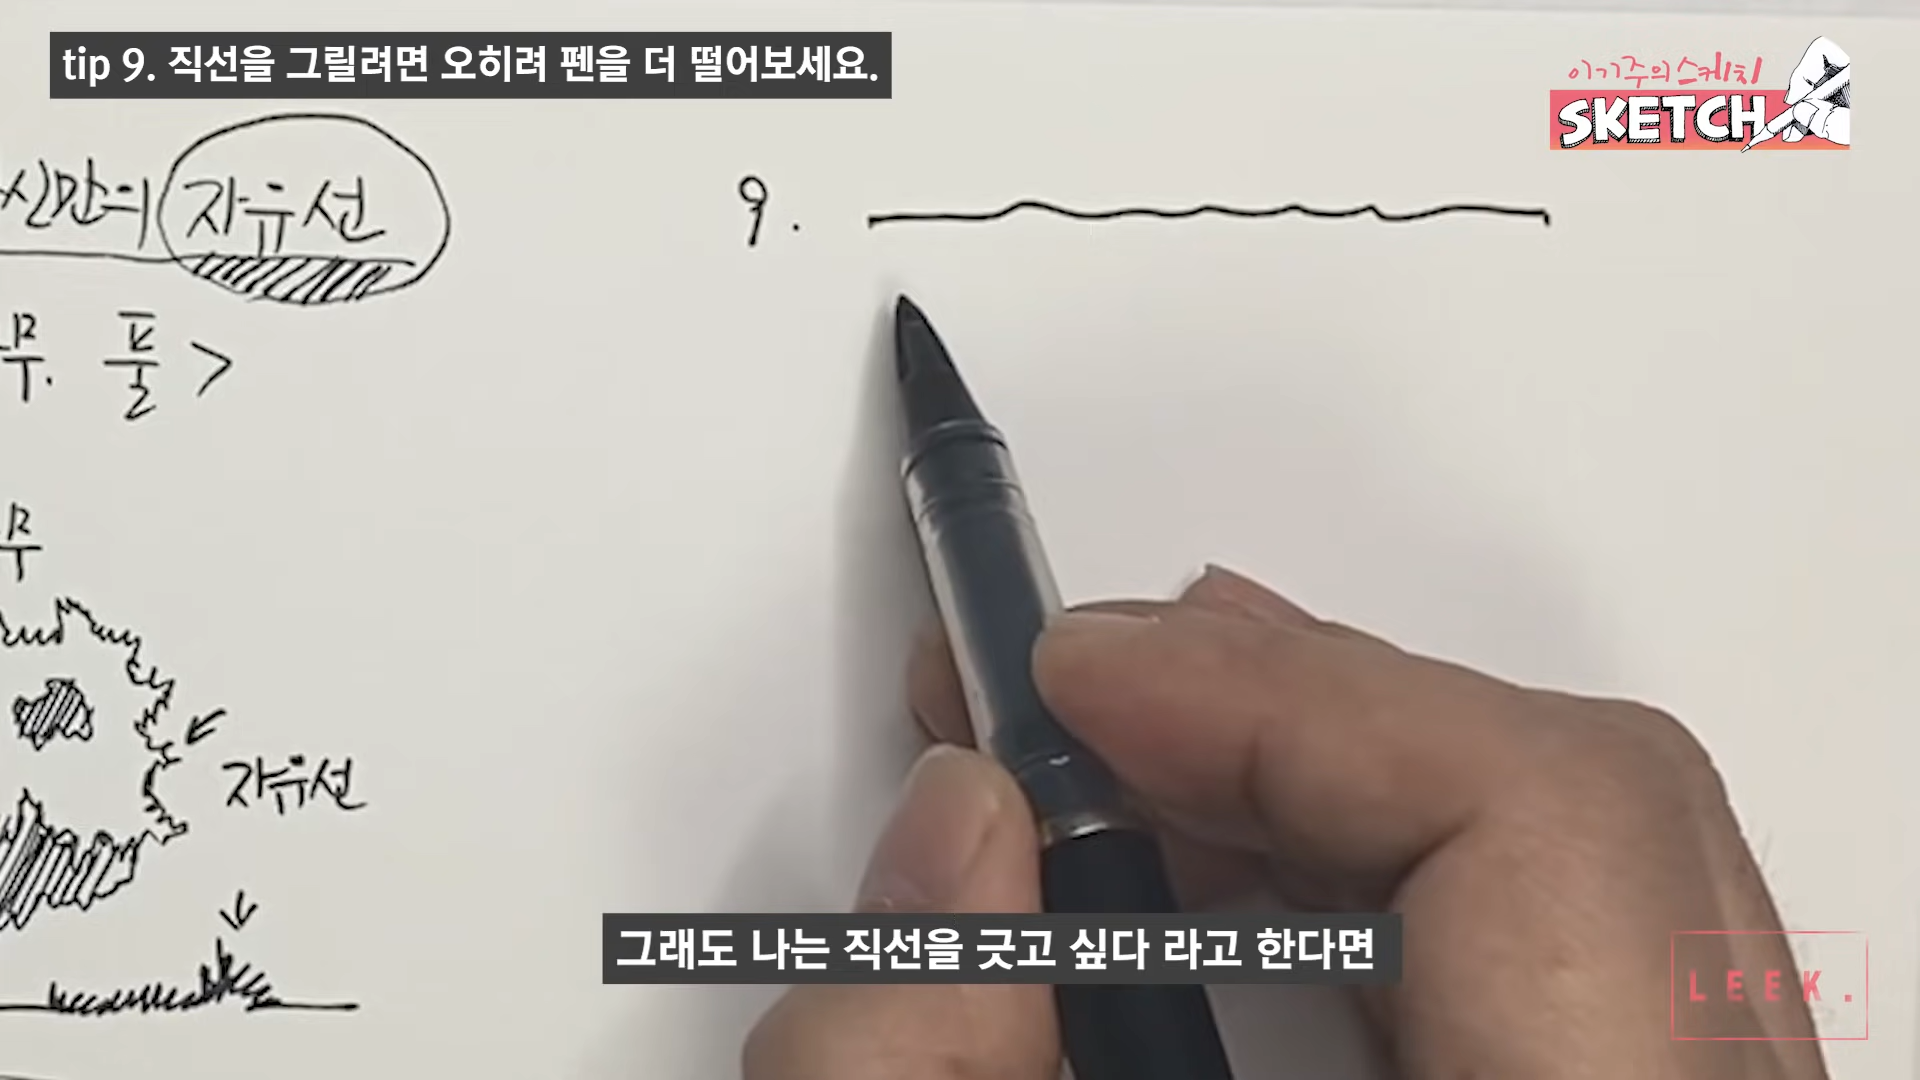 tip 9. 직선을 그릴려면 오히려 펜을 더 떨어보세요.
이기주의 스케치
SKETCH
신만의 자유선
9.
무. 풀 >
무
자유선
그래도 나는 직선을 긋고 싶다 라고 한다면
LEEK.